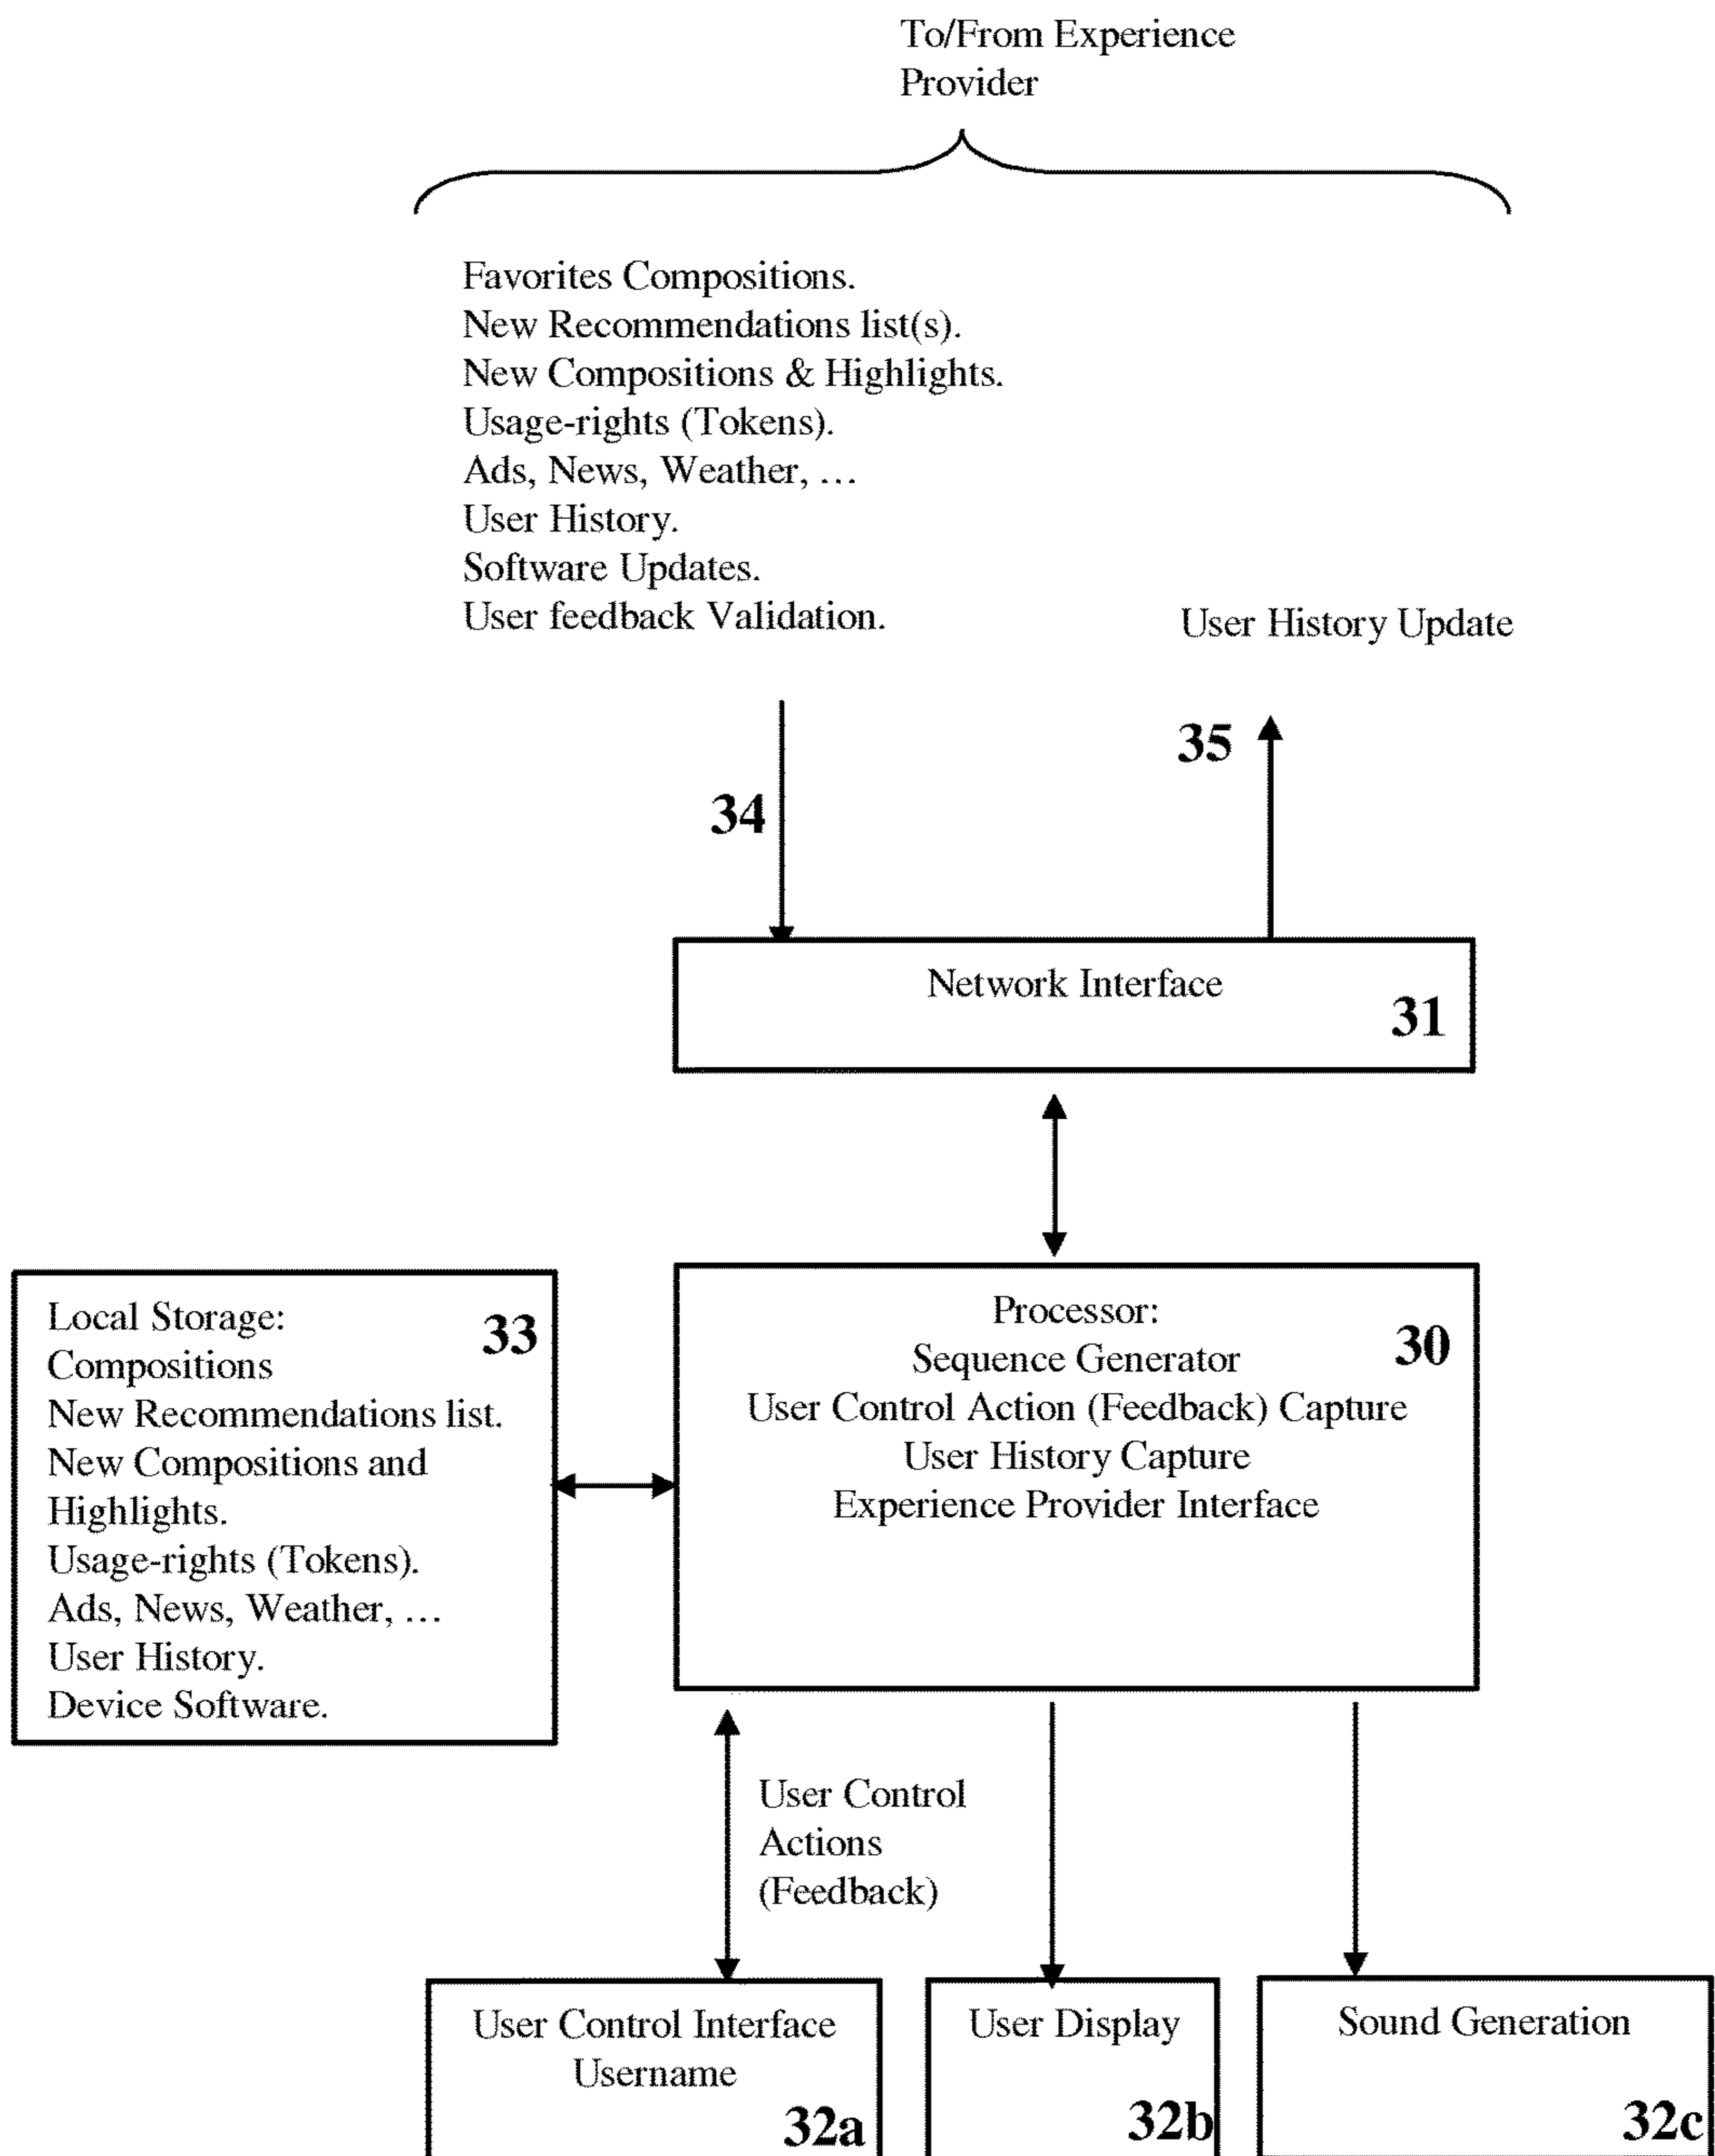 To/From Experience
Provider
Favorites Compositions.
New Recommendations list(s).
New Compositions & Highlights.
Usage-rights (Tokens).
Ads, News, Weather, …
User History.
Software Updates.
User feedback Validation.
User History Update
35
34
Network Interface
31
Local Storage:
33
Compositions
New Recommendations list.
New Compositions and
Highlights.
Usage-rights (Tokens).
Ads, News, Weather, …
User History.
Device Software.
Processor:
30
Sequence Generator
User Control Action (Feedback) Capture
User History Capture
Experience Provider Interface
User Control
Actions
(Feedback)
User Control Interface
Username
32a
User Display
32b
Sound Generation
32c